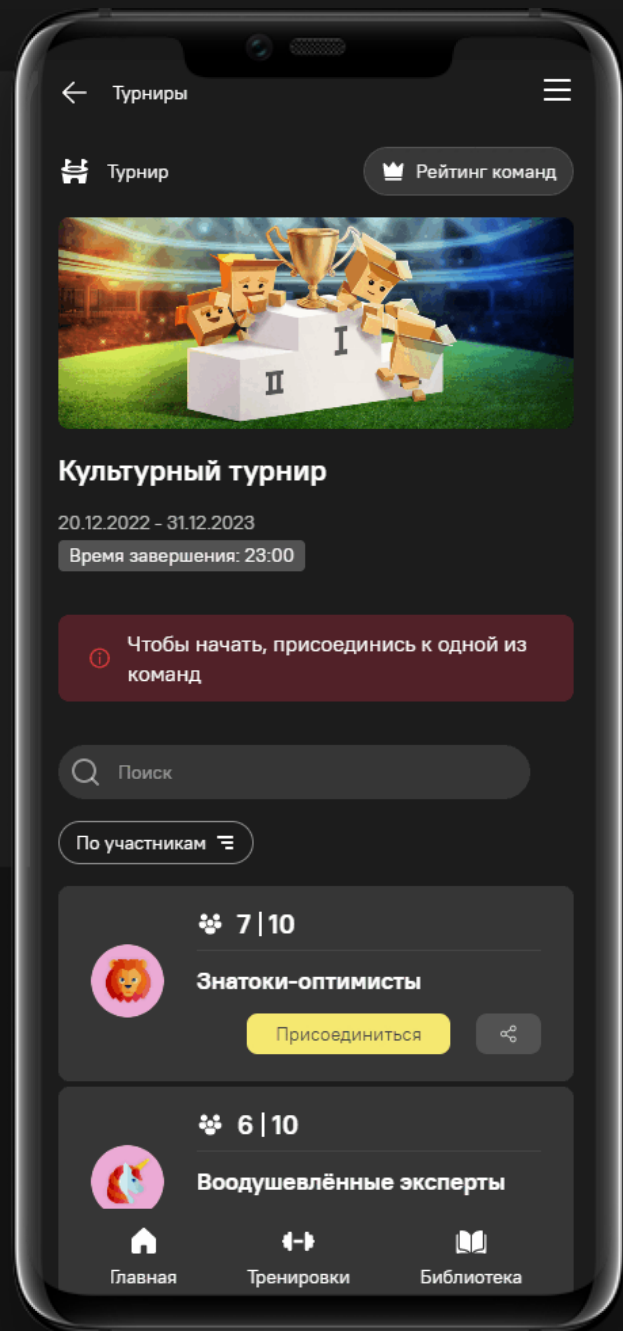 Турниры
Турнир
Рейтинг команд
I
II
Культурный турнир
20.12.2022 - 31.12.2023
Время завершения: 23:00
Чтобы начать, присоединись к одной из
команд
Поиск
По участникам
7 | 10
Знатоки-оптимисты
Присоединиться
6 | 10
Воодушевлённые эксперты
Главная
Тренировки
Библиотека